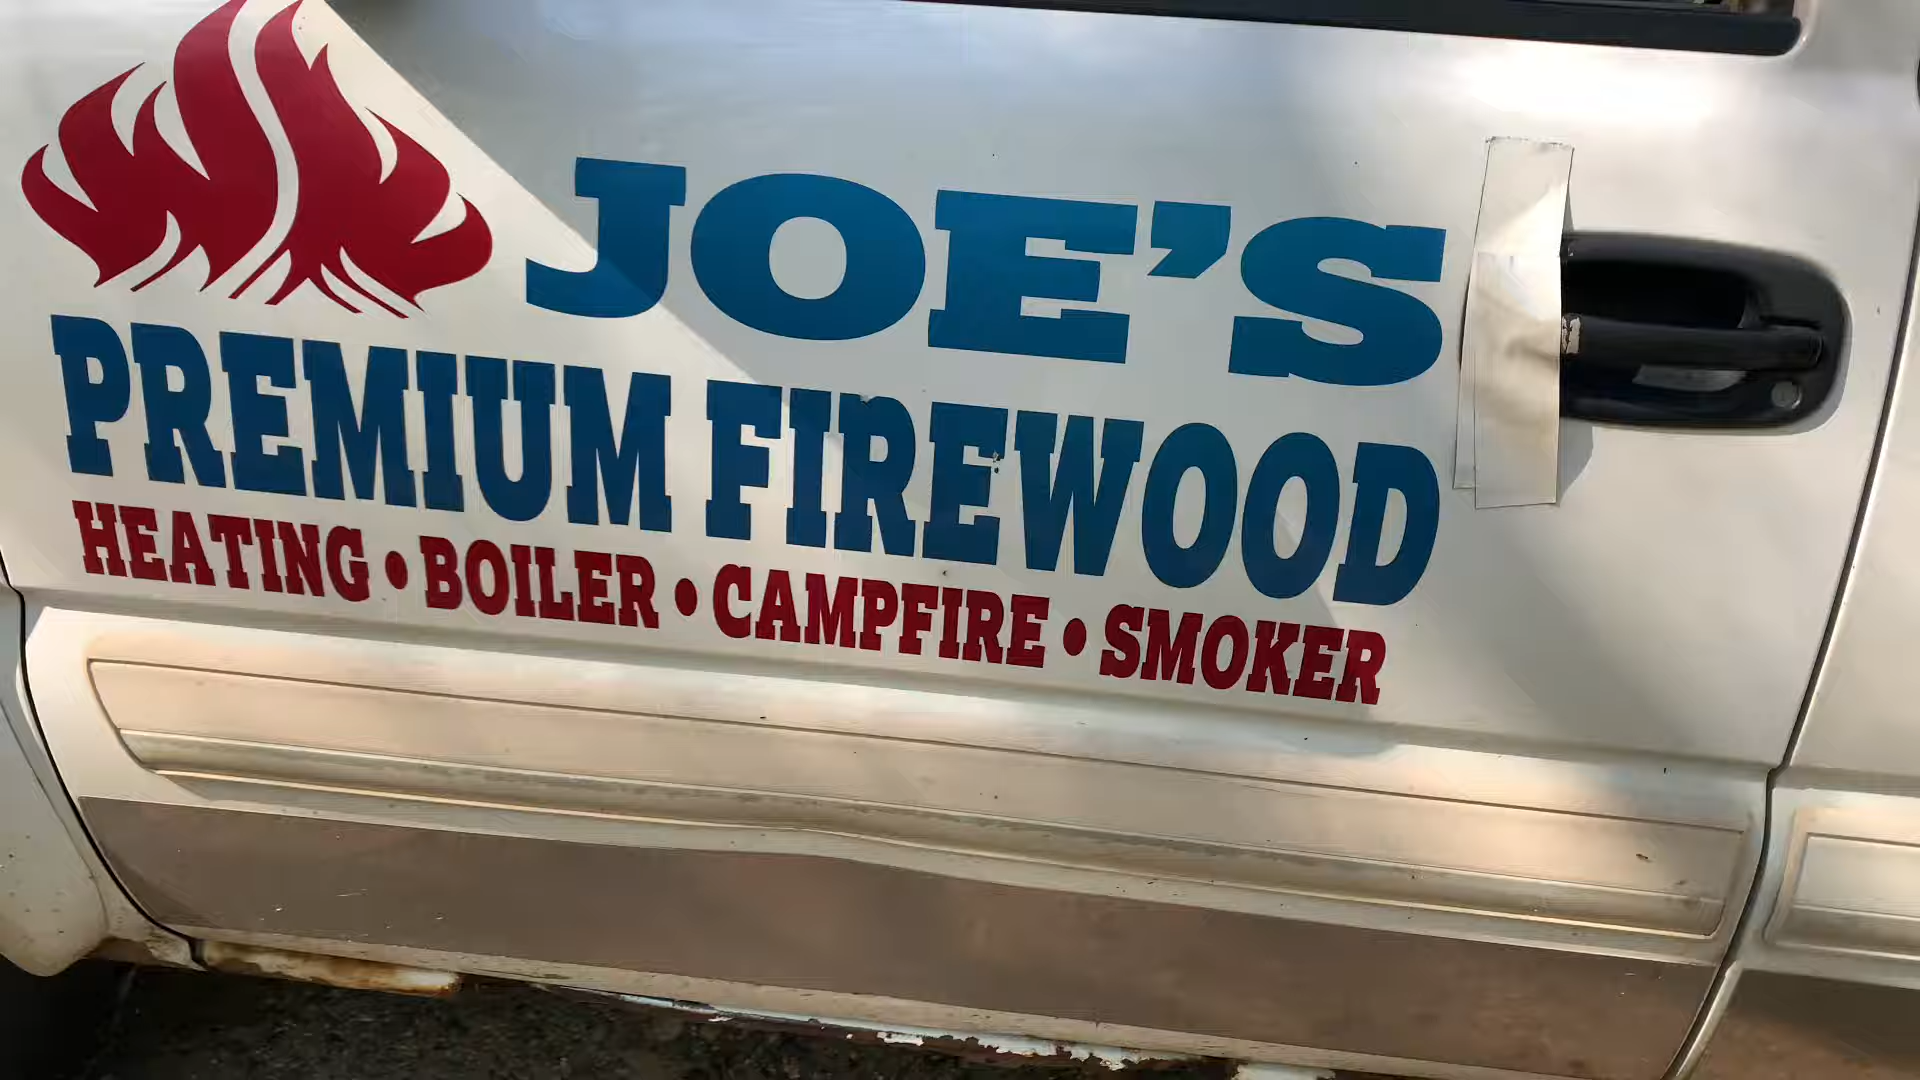 JOE'S
PREMIUM FIREWOOD
HEATING • BOILER • CAMPFIRE • SMOKER